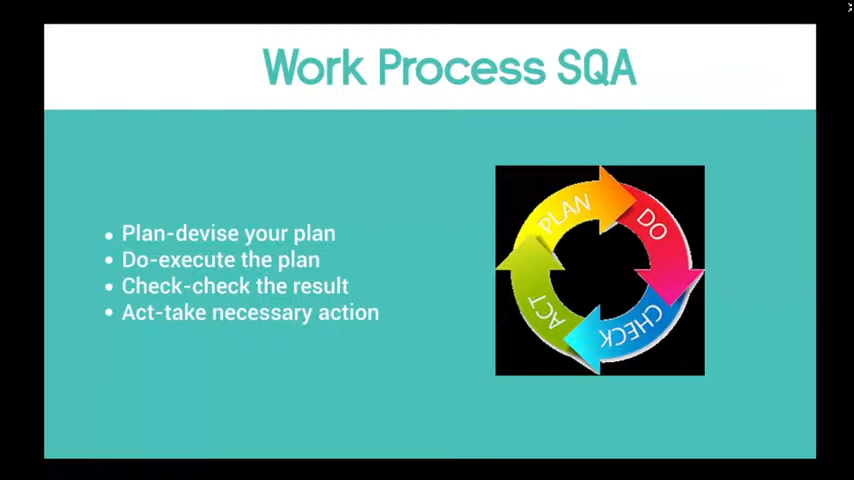 Work Process SQA
Plan-devise your plan
Do-execute the plan
Check-check the result
Act-take necessary action
PLAN
DO
CHECK
ACT